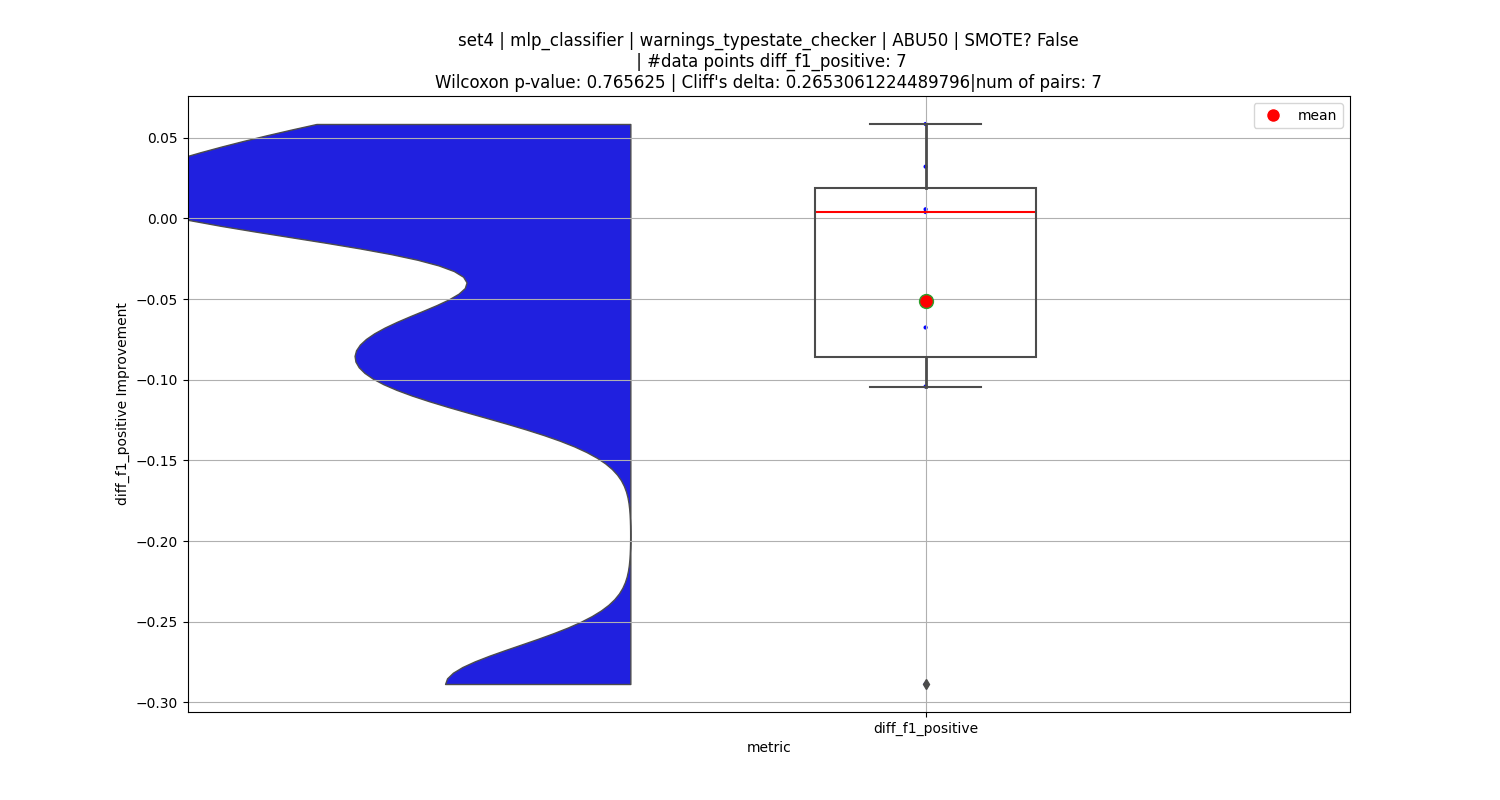 set4 | mlp_classifier | warnings_typestate_checker | ABU50 | SMOTE? False
| #data points diff_f1_positive: 7
Wilcoxon p-value: 0.765625 | Cliff's delta: 0.2653061224489796|num of pairs: 7
mean
0.05
0.00
−0.05
−0.10
−0.15
−0.20
−0.25
−0.30
diff_f1_positive Improvement
diff_f1_positive
metric